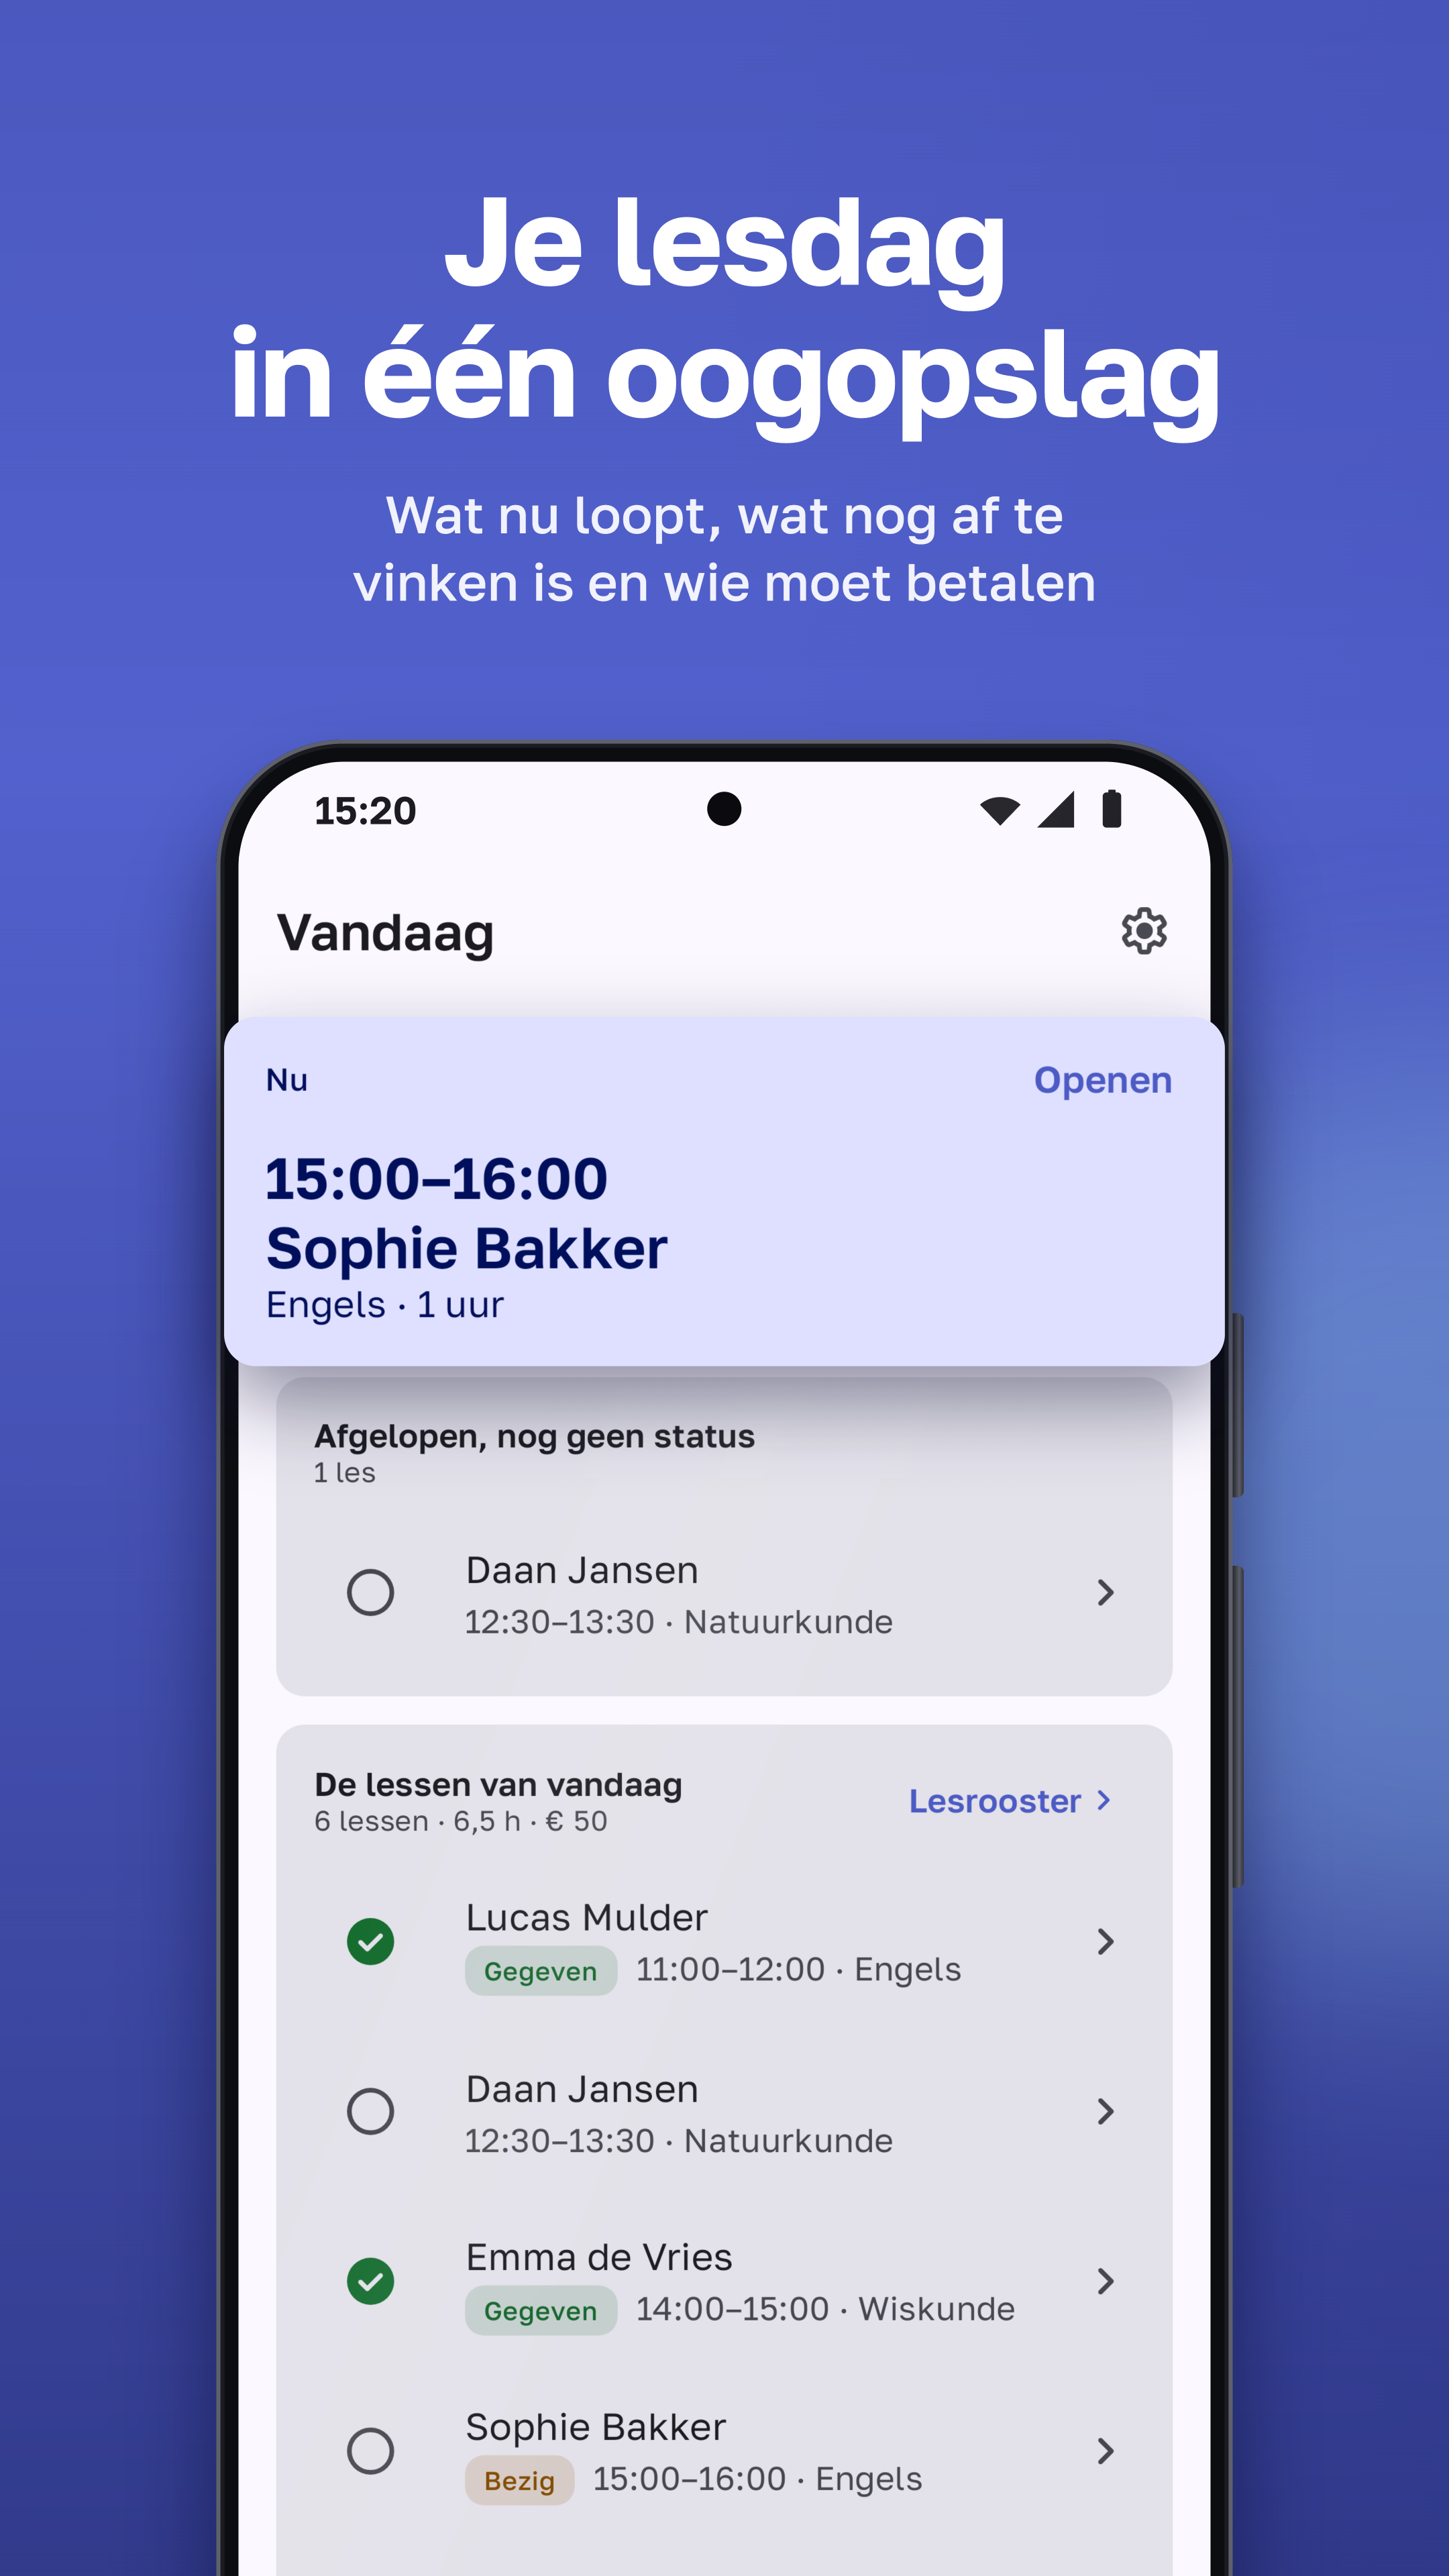 Je lesdag
in één oogopslag
Wat nu loopt, wat nog af te
vinken is en wie moet betalen
15:20
Vandaag
Nu
Openen
15:00–16:00
Sophie Bakker
Engels · 1 uur
Afgelopen, nog geen status
1 les
Daan Jansen
12:30–13:30 · Natuurkunde
De lessen van vandaag
6 lessen · 6,5 h · € 50
Lesrooster
Lucas Mulder
Gegeven 11:00–12:00 · Engels
Daan Jansen
12:30–13:30 · Natuurkunde
Emma de Vries
Gegeven 14:00–15:00 · Wiskunde
Sophie Bakker
Bezig 15:00–16:00 · Engels